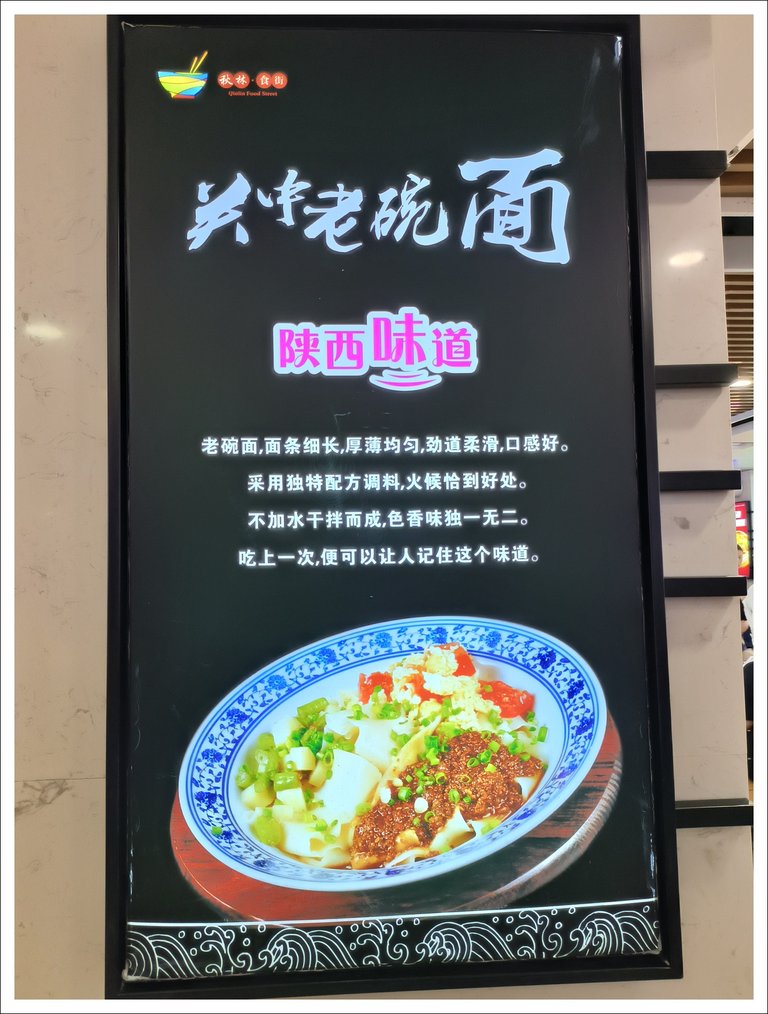 秋林·食街
Qiulin Food Street
关中老碗面
陕西味道
老碗面,面条细长,厚薄均匀,劲道柔滑,口感好。
采用独特配方调料,火候恰到好处。
不加水干拌而成,色香味独一无二。
吃上一次,便可以让人记住这个味道。